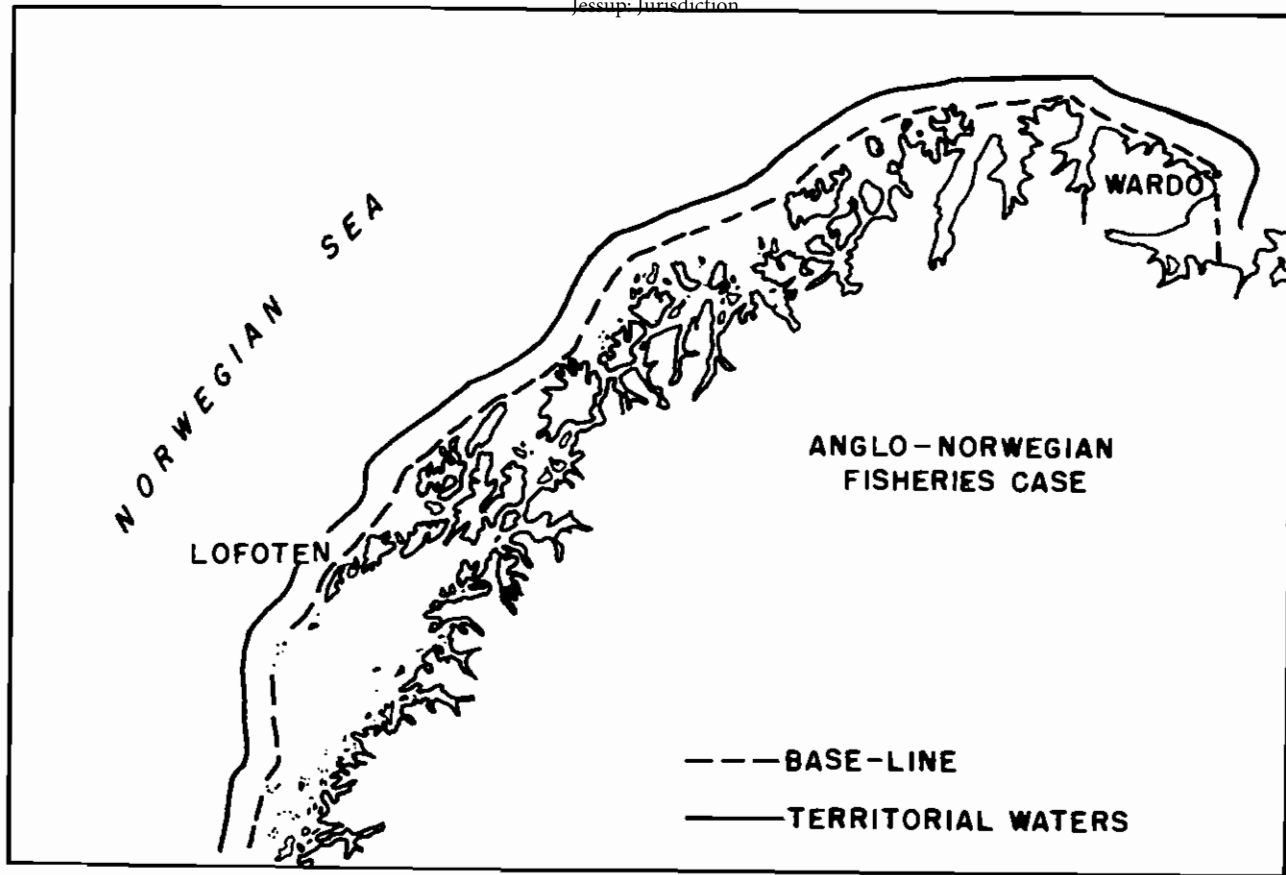 Jessup: Jurisdiction
NORWEGIAN SEA
WARDO
ANGLO-NORWEGIAN
FISHERIES CASE
LOFOTEN
BASE-LINE
TERRITORIAL WATERS